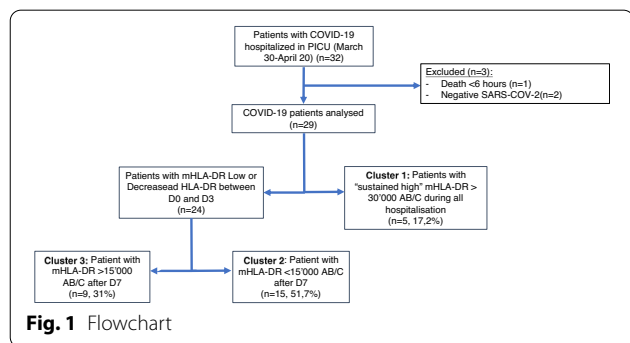 Patients with COVID-19
hospitalized in PICU (March
30-April 20) (n=32)
Excluded (n=3):
- Death <6 hours (n=1)
- Negative SARS-COV-2(n=2)
COVID-19 patients analysed
(n=29)
Patients with mHLA-DR Low or
Decreasead HLA-DR between
D0 and D3
(n=24)
Cluster 1: Patients with
"sustained high" mHLA-DR >
30'000 AB/C during all
hospitalisation
(n=5, 17,2%)
Cluster 3: Patient with
mHLA-DR >15'000
AB/C after D7
(n=9, 31%)
Cluster 2: Patient with
mHLA-DR <15'000 AB/C
after D7
(n=15, 51,7%)
Fig. 1 Flowchart